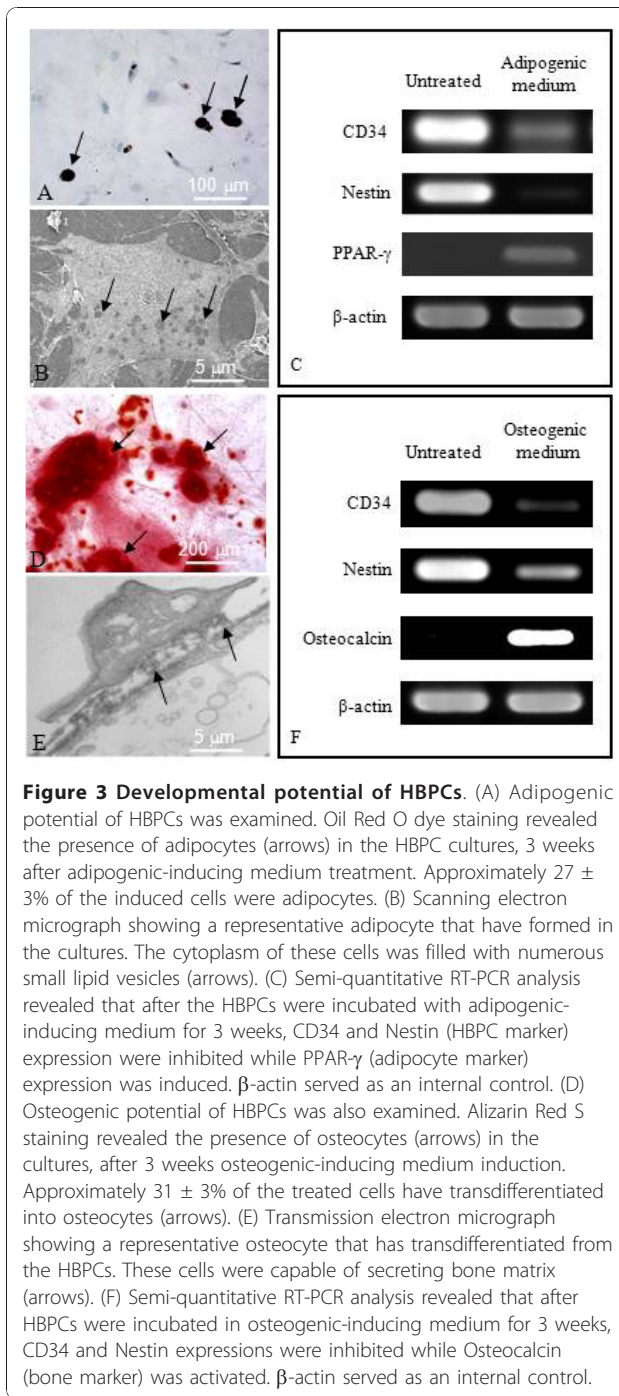 A
100 µm
B
5 µm
Untreated Adipogenic medium
CD34
Nestin
PPAR-γ
β-actin
C
D
200 µm
E
5 µm
Untreated Osteogenic medium
CD34
Nestin
Osteocalcin
β-actin
F
Figure 3 Developmental potential of HBPCs. (A) Adipogenic
potential of HBPCs was examined. Oil Red O dye staining revealed
the presence of adipocytes (arrows) in the HBPC cultures, 3 weeks
after adipogenic-inducing medium treatment. Approximately 27 ±
3% of the induced cells were adipocytes. (B) Scanning electron
micrograph showing a representative adipocyte that have formed in
the cultures. The cytoplasm of these cells was filled with numerous
small lipid vesicles (arrows). (C) Semi-quantitative RT-PCR analysis
revealed that after the HBPCs were incubated with adipogenic-
inducing medium for 3 weeks, CD34 and Nestin (HBPC marker)
expression were inhibited while PPAR-γ (adipocyte marker)
expression was induced. β-actin served as an internal control. (D)
Osteogenic potential of HBPCs was also examined. Alizarin Red S
staining revealed the presence of osteocytes (arrows) in the
cultures, after 3 weeks osteogenic-inducing medium induction.
Approximately 31 ± 3% of the treated cells have transdifferentiated
into osteocytes (arrows). (E) Transmission electron micrograph
showing a representative osteocyte that has transdifferentiated from
the HBPCs. These cells were capable of secreting bone matrix
(arrows). (F) Semi-quantitative RT-PCR analysis revealed that after
HBPCs were incubated in osteogenic-inducing medium for 3 weeks,
CD34 and Nestin expressions were inhibited while Osteocalcin
(bone marker) was activated. β-actin served as an internal control.